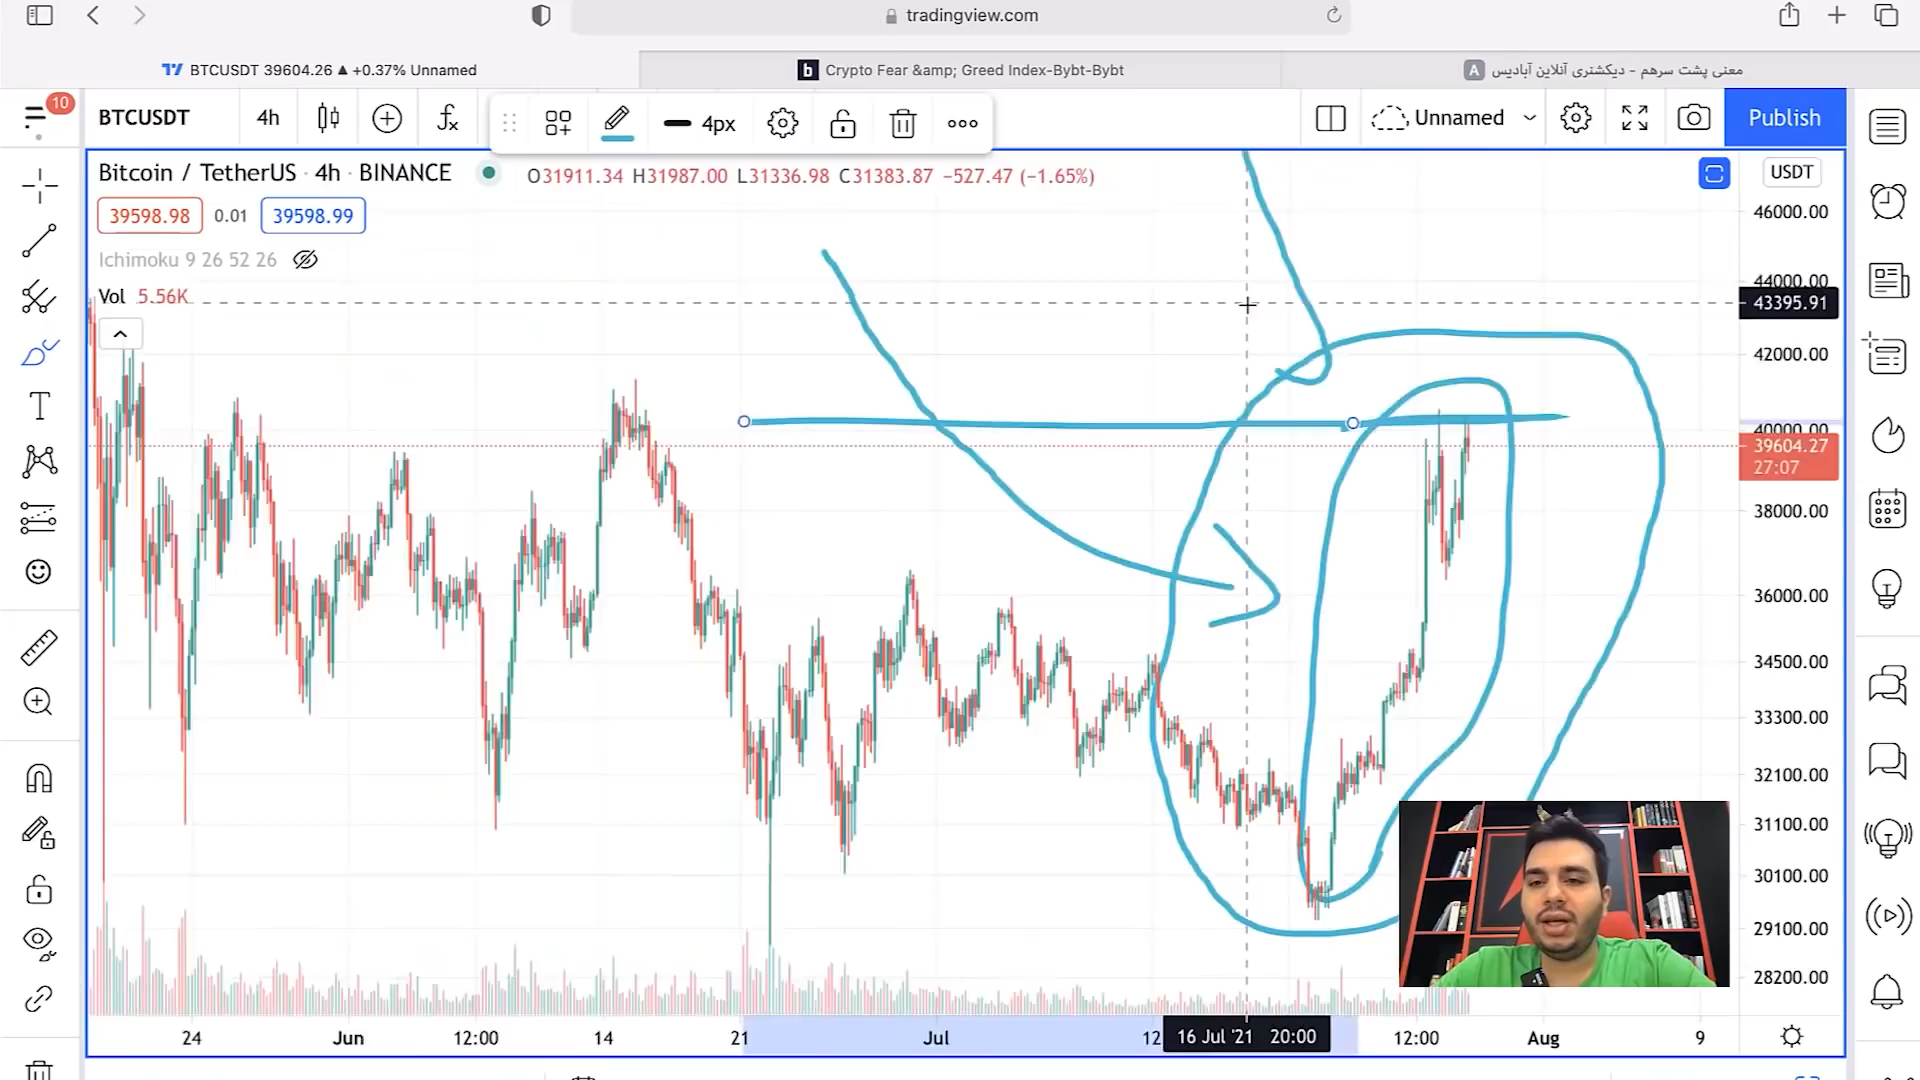 tradingview.com
BTCUSDT 39604.26 ▲ +0.37% Unnamed
Crypto Fear &amp; Greed Index-Bybt-Bybt
معنی پشت سرهم - دیکشنری آنلاین آبادیس
10
BTCUSDT
4h
4px
Unnamed
Publish
Bitcoin / TetherUS · 4h · BINANCE
O31911.34 H31987.00 L31336.98 C31383.87 −527.47 (−1.65%)
USDT
39598.98
0.01
39598.99
Ichimoku 9 26 52 26
Vol 5.56K
46000.00
44000.00
43395.91
42000.00
40000.00
39604.27
27:07
38000.00
36000.00
34500.00
33300.00
32100.00
31100.00
30100.00
29100.00
28200.00
24
Jun
12:00
14
21
Jul
12
16 Jul '21 20:00
12:00
Aug
9